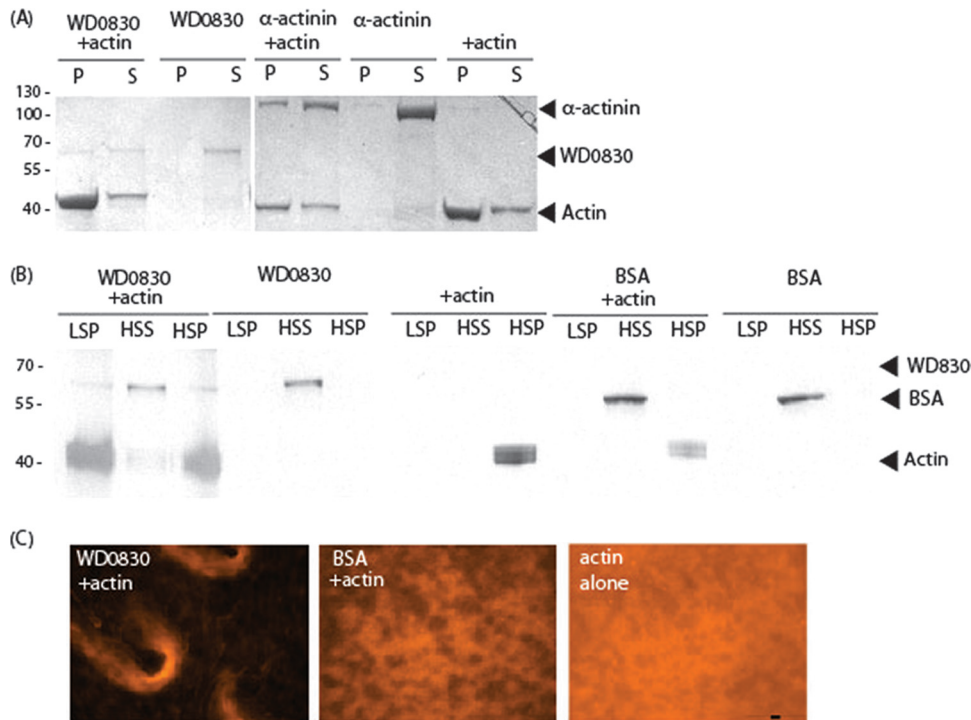 (A)
WD0830 +actin WD0830 α-actinin +actin α-actinin +actin
P S P S P S P S P S
130 -
100 -
70 -
55 -
40 -
α-actinin
WD0830
Actin
(B)
WD0830 +actin WD0830 +actin BSA +actin BSA
LSP HSS HSP LSP HSS HSP LSP HSS HSP LSP HSS HSP LSP HSS HSP
70 -
55 -
40 -
WD830
BSA
Actin
(C)
WD0830
+actin
BSA
+actin
actin
alone